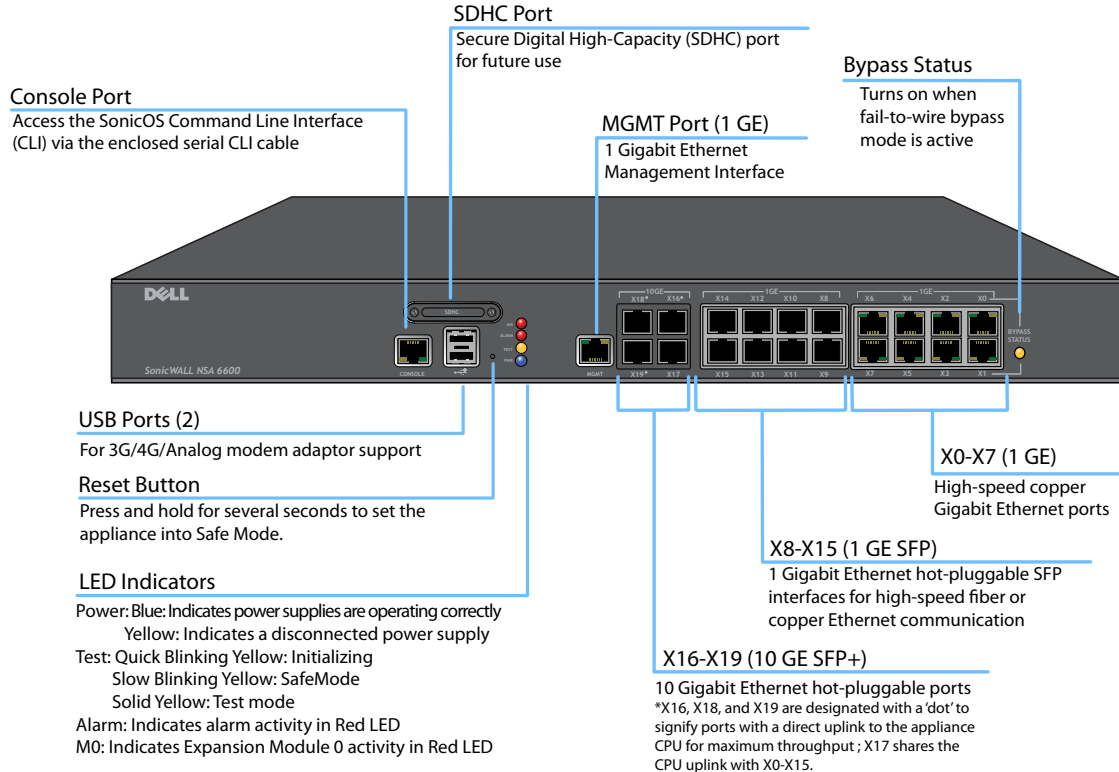 SDHC Port
Secure Digital High-Capacity (SDHC) port
for future use
Bypass Status
Turns on when
fail-to-wire bypass
mode is active
Console Port
Access the SonicOS Command Line Interface
(CLI) via the enclosed serial CLI cable
MGMT Port (1 GE)
1 Gigabit Ethernet
Management Interface
DELL
SDHC
M0
ALARM
TEST
PWR
CONSOLE
SonicWALL NSA 6600
MGMT
10GE
X18* X16*
X19* X17
1GE
X14 X12 X10 X8
X15 X13 X11 X9
1GE
X6 X4 X2 X0
X7 X5 X3 X1
BYPASS
STATUS
USB Ports (2)
For 3G/4G/Analog modem adaptor support
Reset Button
Press and hold for several seconds to set the
appliance into Safe Mode.
LED Indicators
Power: Blue: Indicates power supplies are operating correctly
Yellow: Indicates a disconnected power supply
Test: Quick Blinking Yellow: Initializing
Slow Blinking Yellow: SafeMode
Solid Yellow: Test mode
Alarm: Indicates alarm activity in Red LED
M0: Indicates Expansion Module 0 activity in Red LED
X0-X7 (1 GE)
High-speed copper
Gigabit Ethernet ports
X8-X15 (1 GE SFP)
1 Gigabit Ethernet hot-pluggable SFP
interfaces for high-speed fiber or
copper Ethernet communication
X16-X19 (10 GE SFP+)
10 Gigabit Ethernet hot-pluggable ports
*X16, X18, and X19 are designated with a 'dot' to
signify ports with a direct uplink to the appliance
CPU for maximum throughput ; X17 shares the
CPU uplink with X0-X15.